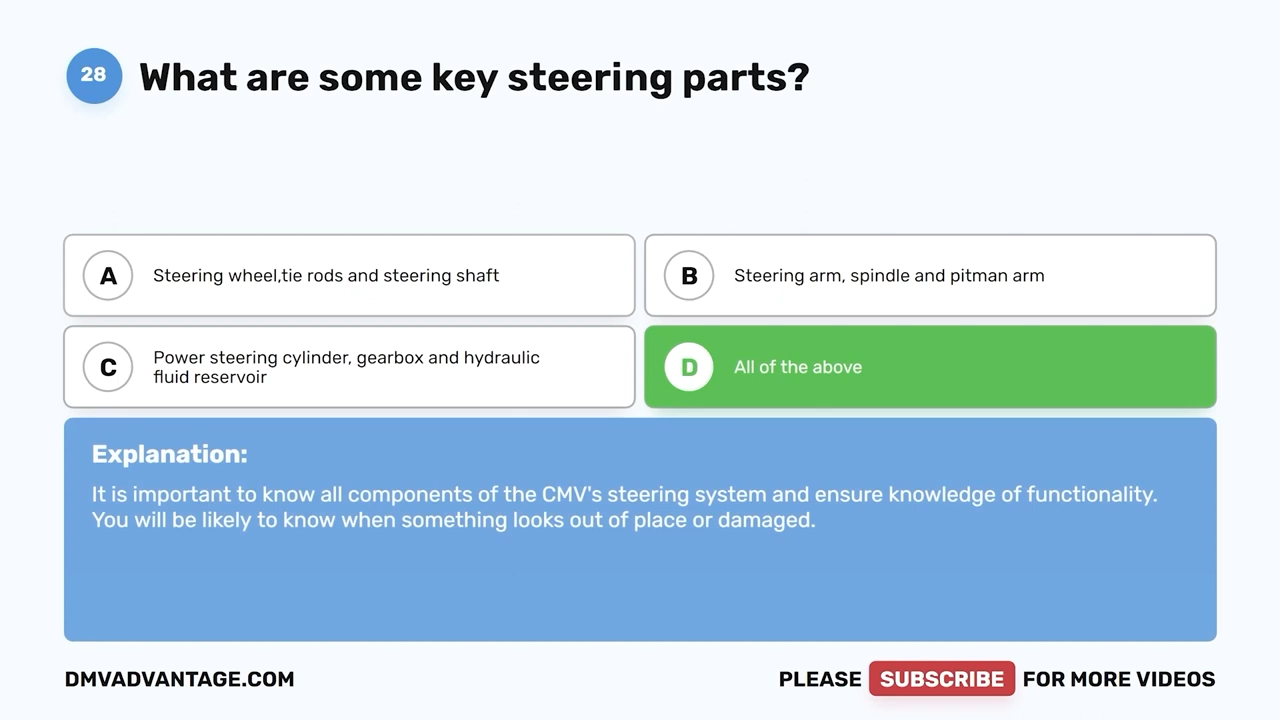 28
What are some key steering parts?
A
Steering wheel,tie rods and steering shaft
B
Steering arm, spindle and pitman arm
C
Power steering cylinder, gearbox and hydraulic
fluid reservoir
D
All of the above
Explanation:
It is important to know all components of the CMV's steering system and ensure knowledge of functionality.
You will be likely to know when something looks out of place or damaged.
DMVADVANTAGE.COM
PLEASE SUBSCRIBE FOR MORE VIDEOS